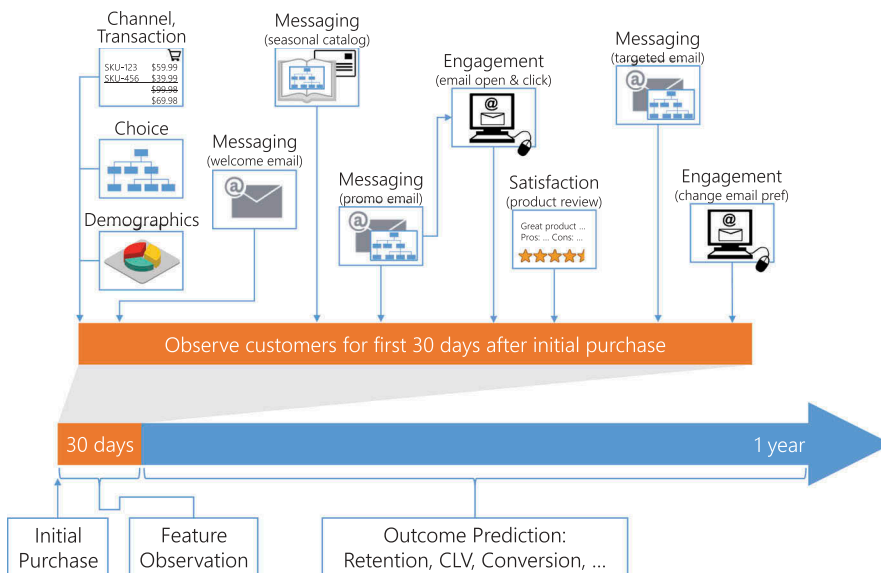 Channel,
Transaction
SKU-123 $59.99
SKU-456 $39.99
$99.98
$69.98
Choice
Demographics
Messaging
(welcome email)
@
Messaging
(seasonal catalog)
Messaging
(promo email)
@
Engagement
(email open & click)
@
Satisfaction
(product review)
Great product ...
Pros: ... Cons: ...
Messaging
(targeted email)
@
Engagement
(change email pref)
@
Observe customers for first 30 days after initial purchase
30 days
1 year
Initial
Purchase
Feature
Observation
Outcome Prediction:
Retention, CLV, Conversion, ...